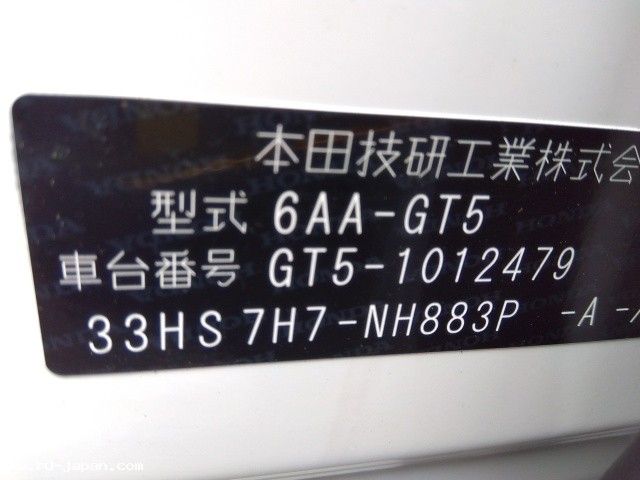 本田技研工業株式会
型式 6AA-GT5
車台番号 GT5-1012479
33HS 7H7-NH883P -A -